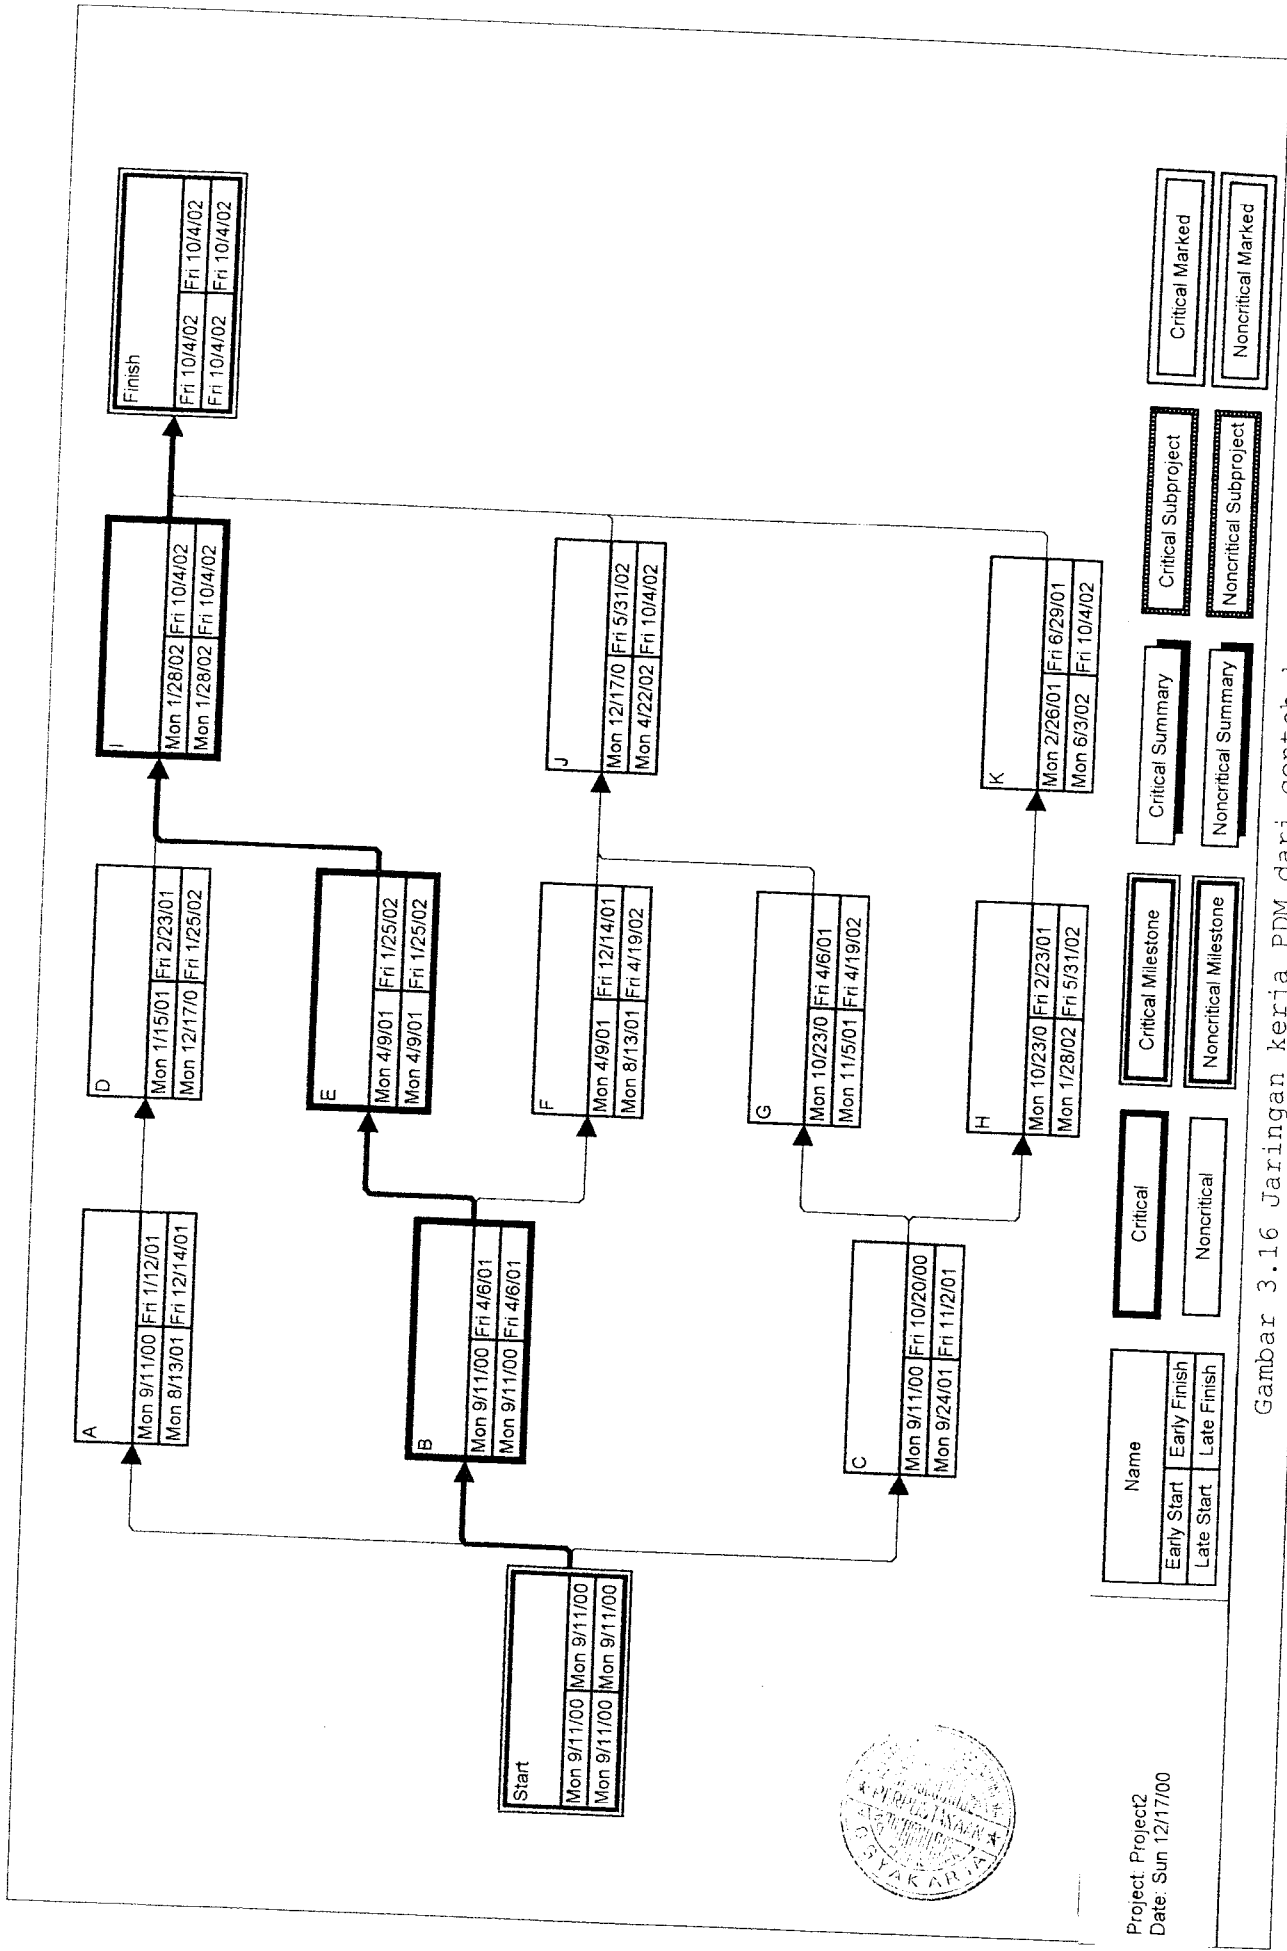 Start
Mon 9/11/00 Mon 9/11/00
Mon 9/11/00 Mon 9/11/00
A
Mon 9/11/00 Fri 1/12/01
Mon 8/13/01 Fri 12/14/01
B
Mon 9/11/00 Fri 4/6/01
Mon 9/11/00 Fri 4/6/01
C
Mon 9/11/00 Fri 10/20/00
Mon 9/24/01 Fri 11/2/01
D
Mon 1/15/01 Fri 2/23/01
Mon 12/17/0 Fri 1/25/02
E
Mon 4/9/01 Fri 1/25/02
Mon 4/9/01 Fri 1/25/02
F
Mon 4/9/01 Fri 12/14/01
Mon 8/13/01 Fri 4/19/02
G
Mon 10/23/0 Fri 4/6/01
Mon 11/5/01 Fri 4/19/02
H
Mon 10/23/0 Fri 2/23/01
Mon 1/28/02 Fri 5/31/02
I
Mon 1/28/02 Fri 10/4/02
Mon 1/28/02 Fri 10/4/02
J
Mon 12/17/0 Fri 5/31/02
Mon 4/22/02 Fri 10/4/02
K
Mon 2/26/01 Fri 6/29/01
Mon 6/3/02 Fri 10/4/02
Finish
Fri 10/4/02 Fri 10/4/02
Fri 10/4/02 Fri 10/4/02
PERPUSTAKAAN
Project: Project2
Date: Sun 12/17/00
Name
Early Start Early Finish
Late Start Late Finish
Critical
Noncritical
Critical Milestone
Noncritical Milestone
Critical Summary
Noncritical Summary
Critical Subproject
Noncritical Subproject
Critical Marked
Noncritical Marked
Gambar 3.16 Jaringan kerja PDM dari contoh